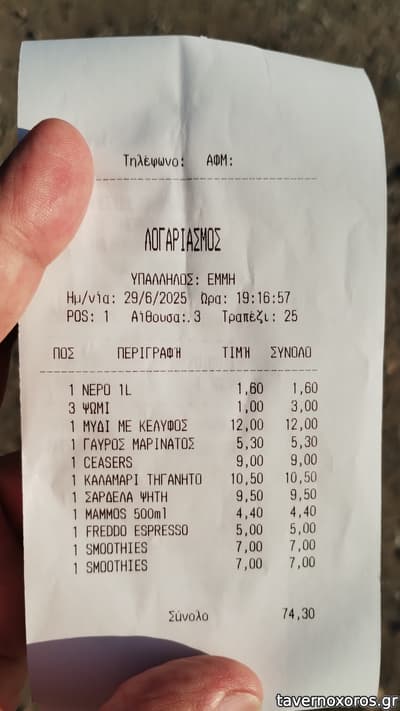 Τηλέφωνο: ΑΦΜ:
ΛΟΓΑΡΙΑΣΜΟΣ
ΥΠΑΛΛΗΛΟΣ: ΕΜΜΗ
Ημ/νία: 29/6/2025 Ώρα: 19:16:57
POS: 1 Αίθουσα: 3 Τραπέζι: 25
ΠΟΣ ΠΕΡΙΓΡΑΦΗ ΤΙΜΗ ΣΥΝΟΛΟ
1 ΝΕΡΟ 1L 1,60 1,60
3 ΨΩΜΙ 1,00 3,00
1 ΜΥΔΙ ΜΕ ΚΕΛΥΦΟΣ 12,00 12,00
1 ΓΑΥΡΟΣ ΜΑΡΙΝΑΤΟΣ 5,30 5,30
1 CEASERS 9,00 9,00
1 ΚΑΛΑΜΑΡΙ ΤΗΓΑΝΗΤΟ 10,50 10,50
1 ΣΑΡΔΕΛΑ ΨΗΤΗ 9,50 9,50
1 MAMMOS 500ml 4,40 4,40
1 FREDDO ESPRESSO 5,00 5,00
1 SMOOTHIES 7,00 7,00
1 SMOOTHIES 7,00 7,00
Σύνολο 74,30
tavernoxoros.gr